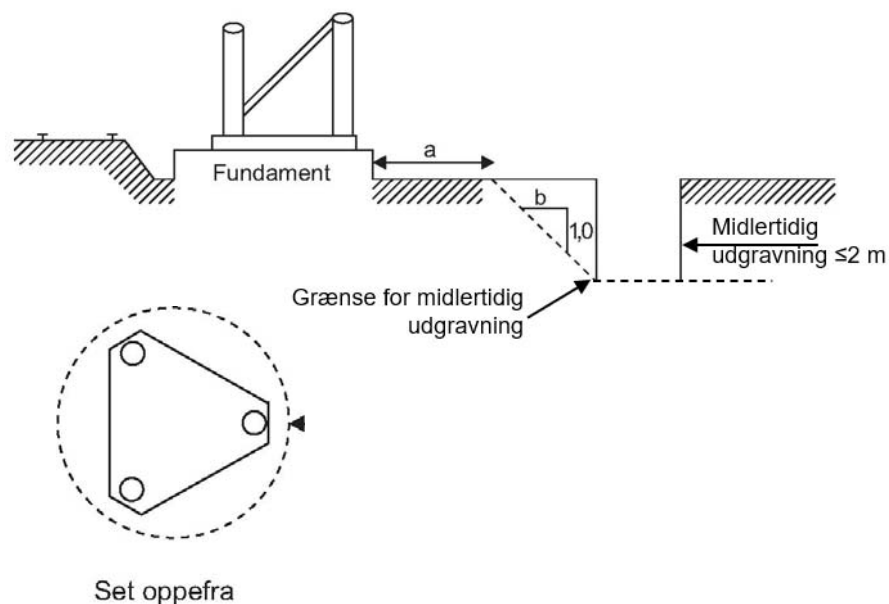 Fundament
a
b
1,0
Midlertidig
udgravning ≤2 m
Grænse for midlertidig
udgravning
Set oppefra